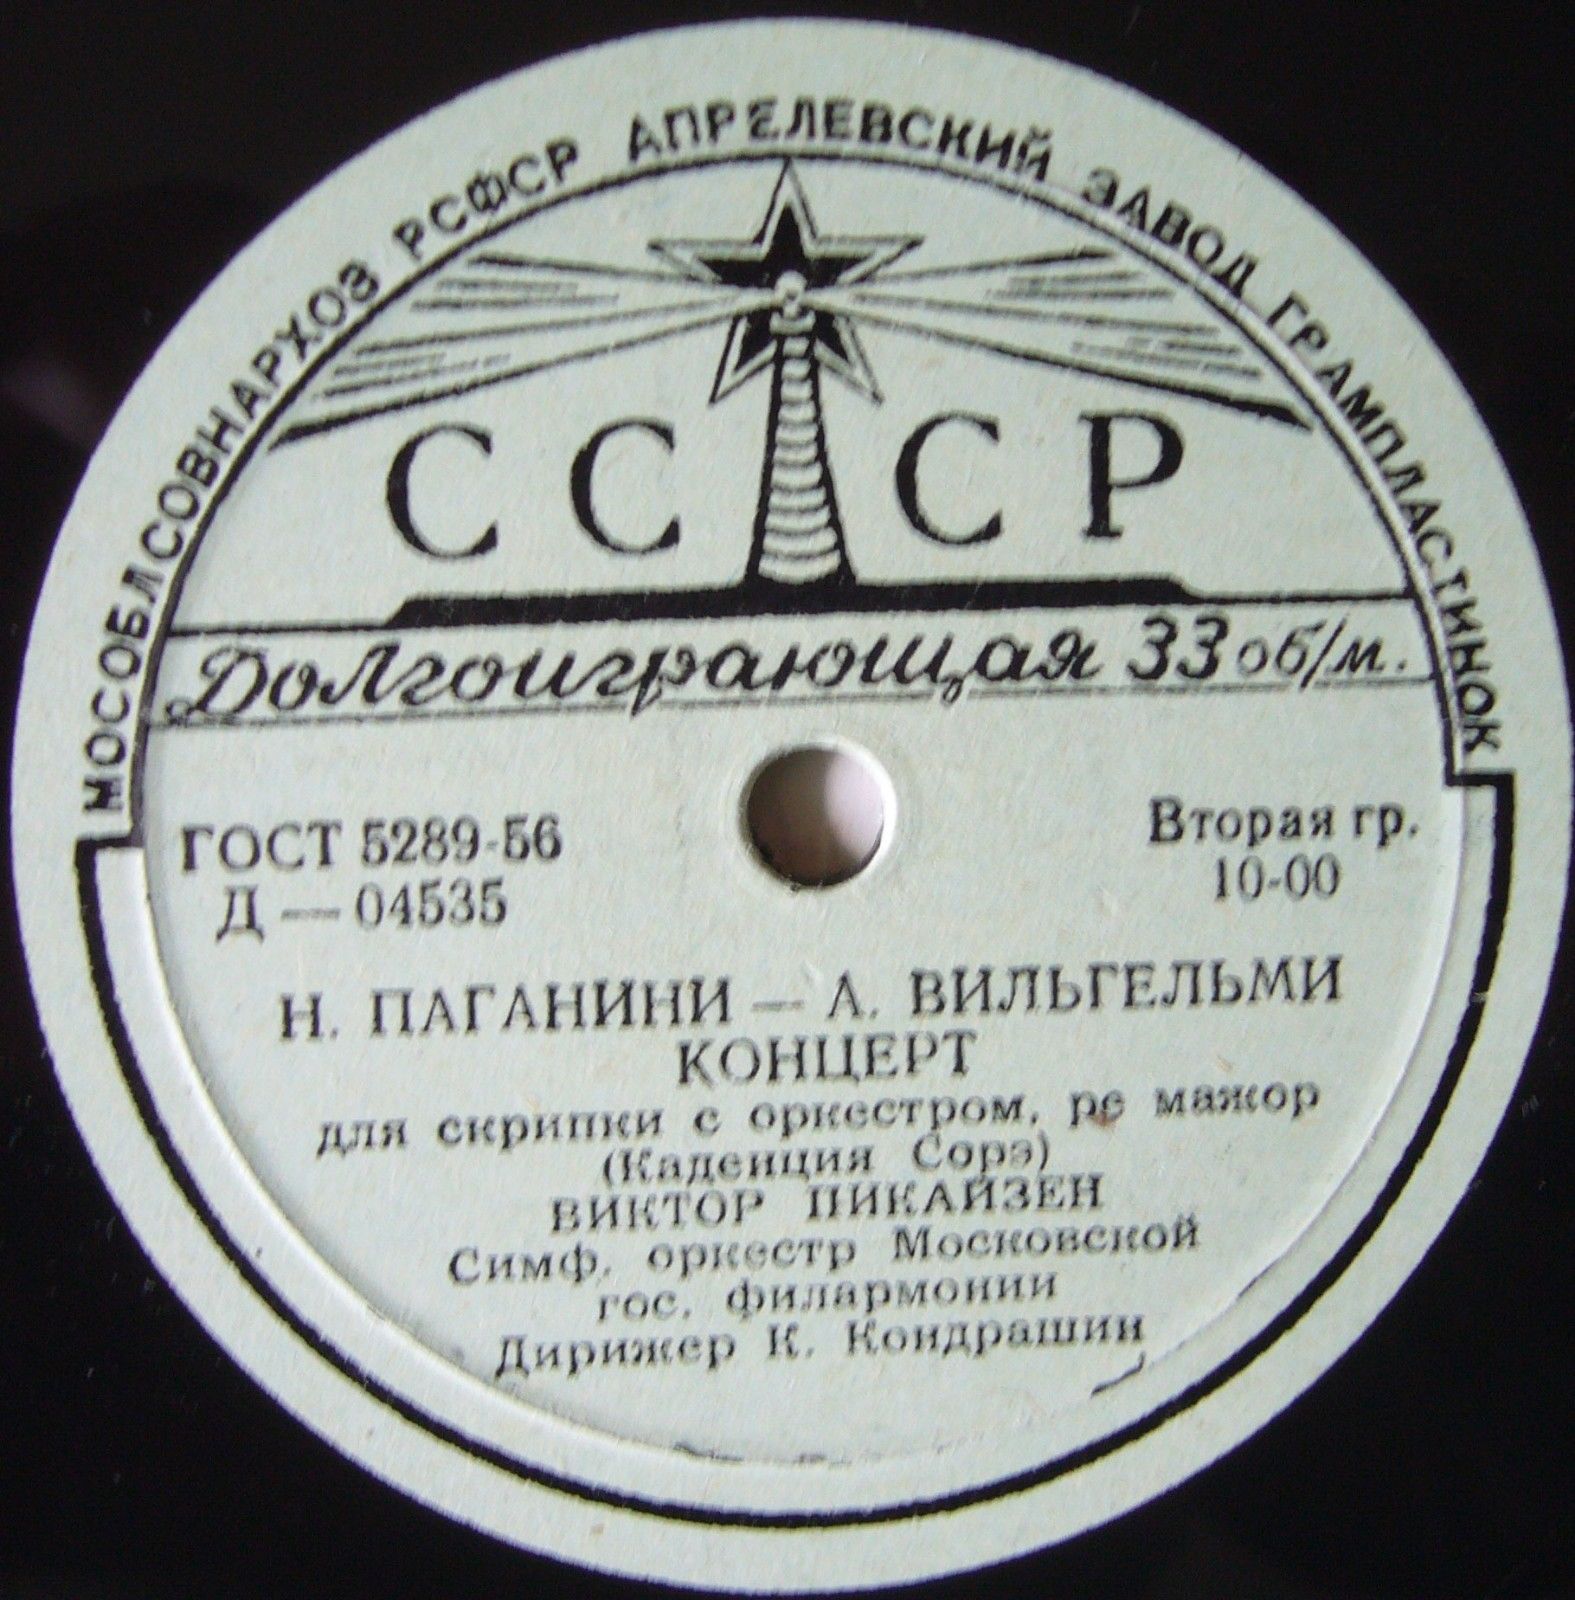 МОСОБЛСОВНАРХОЗ РСФСР АПРЕЛЕВСКИЙ ЗАВОД ГРАМПЛАСТИНОК
СССР
Долгоиграющая 33 об/м.
ГОСТ 5289-56
Д — 04535
Вторая гр.
10-00
Н. ПАГАНИНИ — А. ВИЛЬГЕЛЬМИ
КОНЦЕРТ
для скрипки с оркестром, ре мажор
(Каденция Сорэ)
ВИКТОР ПИКАЙЗЕН
Симф. оркестр Московской
гос. филармонии
Дирижер К. Кондрашин